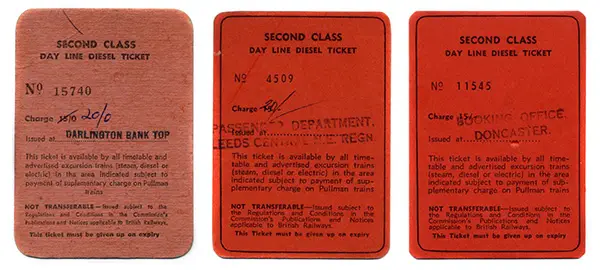 SECOND CLASS
DAY LINE DIESEL TICKET
Nº 15740
Charge 15/0 20/0
Issued at
DARLINGTON BANK TOP
This ticket is available by all timetable and
advertised excursion trains (steam, diesel or
electric) in the area indicated subject to
payment of suplementary charge on Pullman
trains
NOT TRANSFERABLE—Issued subject to the
Regulations and Conditions in the Commission's
Publications and Notices applicable to British Railways.
This Ticket must be given up on expiry
SECOND CLASS
DAY LINE DIESEL TICKET
Nº 4509
Charge
PASSENGER DEPARTMENT.
Issued at
LEEDS
REGN
This ticket is available by all time-
table and advertised excursion trains
(steam, diesel or electric) in the area
indicated subject to payment of sup-
plementary charge on Pullman trains
NOT TRANSFERABLE—Issued subject to
the Regulations and Conditions in the
Commission's Publications and Notices
applicable to British Railways.
This Ticket must be given up on expiry
SECOND CLASS
DAY LINE DIESEL TICKET
Nº 11545
Charge 15/-
BOOKING OFFICE.
Issued at
DONCASTER.
This ticket is available by all time-
table and advertised excursion trains
(steam, diesel or electric) in the area
indicated subject to payment of sup-
plementary charge on Pullman trains
NOT TRANSFERABLE—Issued subject to
the Regulations and Conditions in the
Commission's Publications and Notices
applicable to British Railways.
This Ticket must be given up on expiry